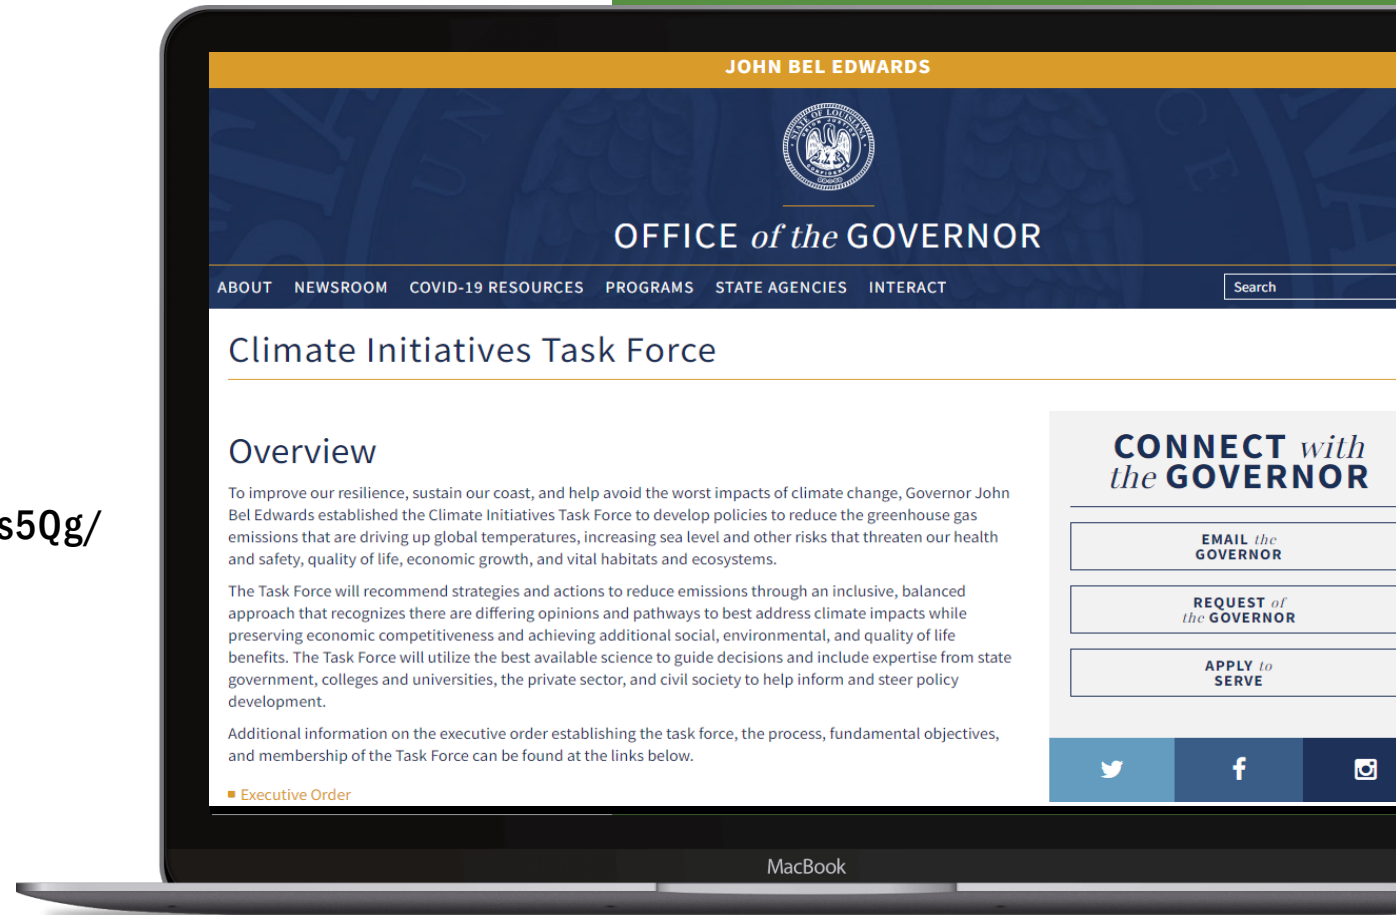 JOHN BEL EDWARDS
STATE OF LOUISIANA
UNION JUSTICE
CONFIDENCE
OFFICE of the GOVERNOR
ABOUT NEWSROOM COVID-19 RESOURCES PROGRAMS STATE AGENCIES INTERACT
Search
Climate Initiatives Task Force
Overview
To improve our resilience, sustain our coast, and help avoid the worst impacts of climate change, Governor John
Bel Edwards established the Climate Initiatives Task Force to develop policies to reduce the greenhouse gas
emissions that are driving up global temperatures, increasing sea level and other risks that threaten our health
and safety, quality of life, economic growth, and vital habitats and ecosystems.
The Task Force will recommend strategies and actions to reduce emissions through an inclusive, balanced
approach that recognizes there are differing opinions and pathways to best address climate impacts while
preserving economic competitiveness and achieving additional social, environmental, and quality of life
benefits. The Task Force will utilize the best available science to guide decisions and include expertise from state
government, colleges and universities, the private sector, and civil society to help inform and steer policy
development.
Additional information on the executive order establishing the task force, the process, fundamental objectives,
and membership of the Task Force can be found at the links below.
Executive Order
CONNECT with
the GOVERNOR
EMAIL the
GOVERNOR
REQUEST of
the GOVERNOR
APPLY to
SERVE
s5Qg/
MacBook